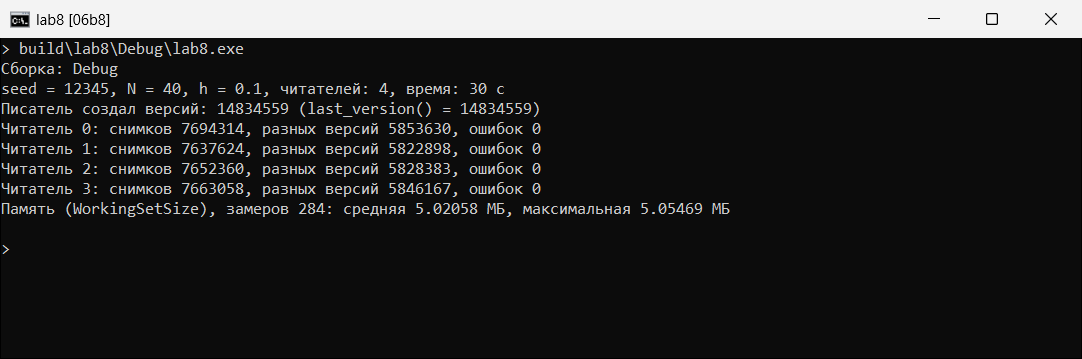 lab8 [06b8]
> build\lab8\Debug\lab8.exe
Сборка: Debug
seed = 12345, N = 40, h = 0.1, читателей: 4, время: 30 с
Писатель создал версий: 14834559 (last_version() = 14834559)
Читатель 0: снимков 7694314, разных версий 5853630, ошибок 0
Читатель 1: снимков 7637624, разных версий 5822898, ошибок 0
Читатель 2: снимков 7652360, разных версий 5828383, ошибок 0
Читатель 3: снимков 7663058, разных версий 5846167, ошибок 0
Память (WorkingSetSize), замеров 284: средняя 5.02058 МБ, максимальная 5.05469 МБ
>